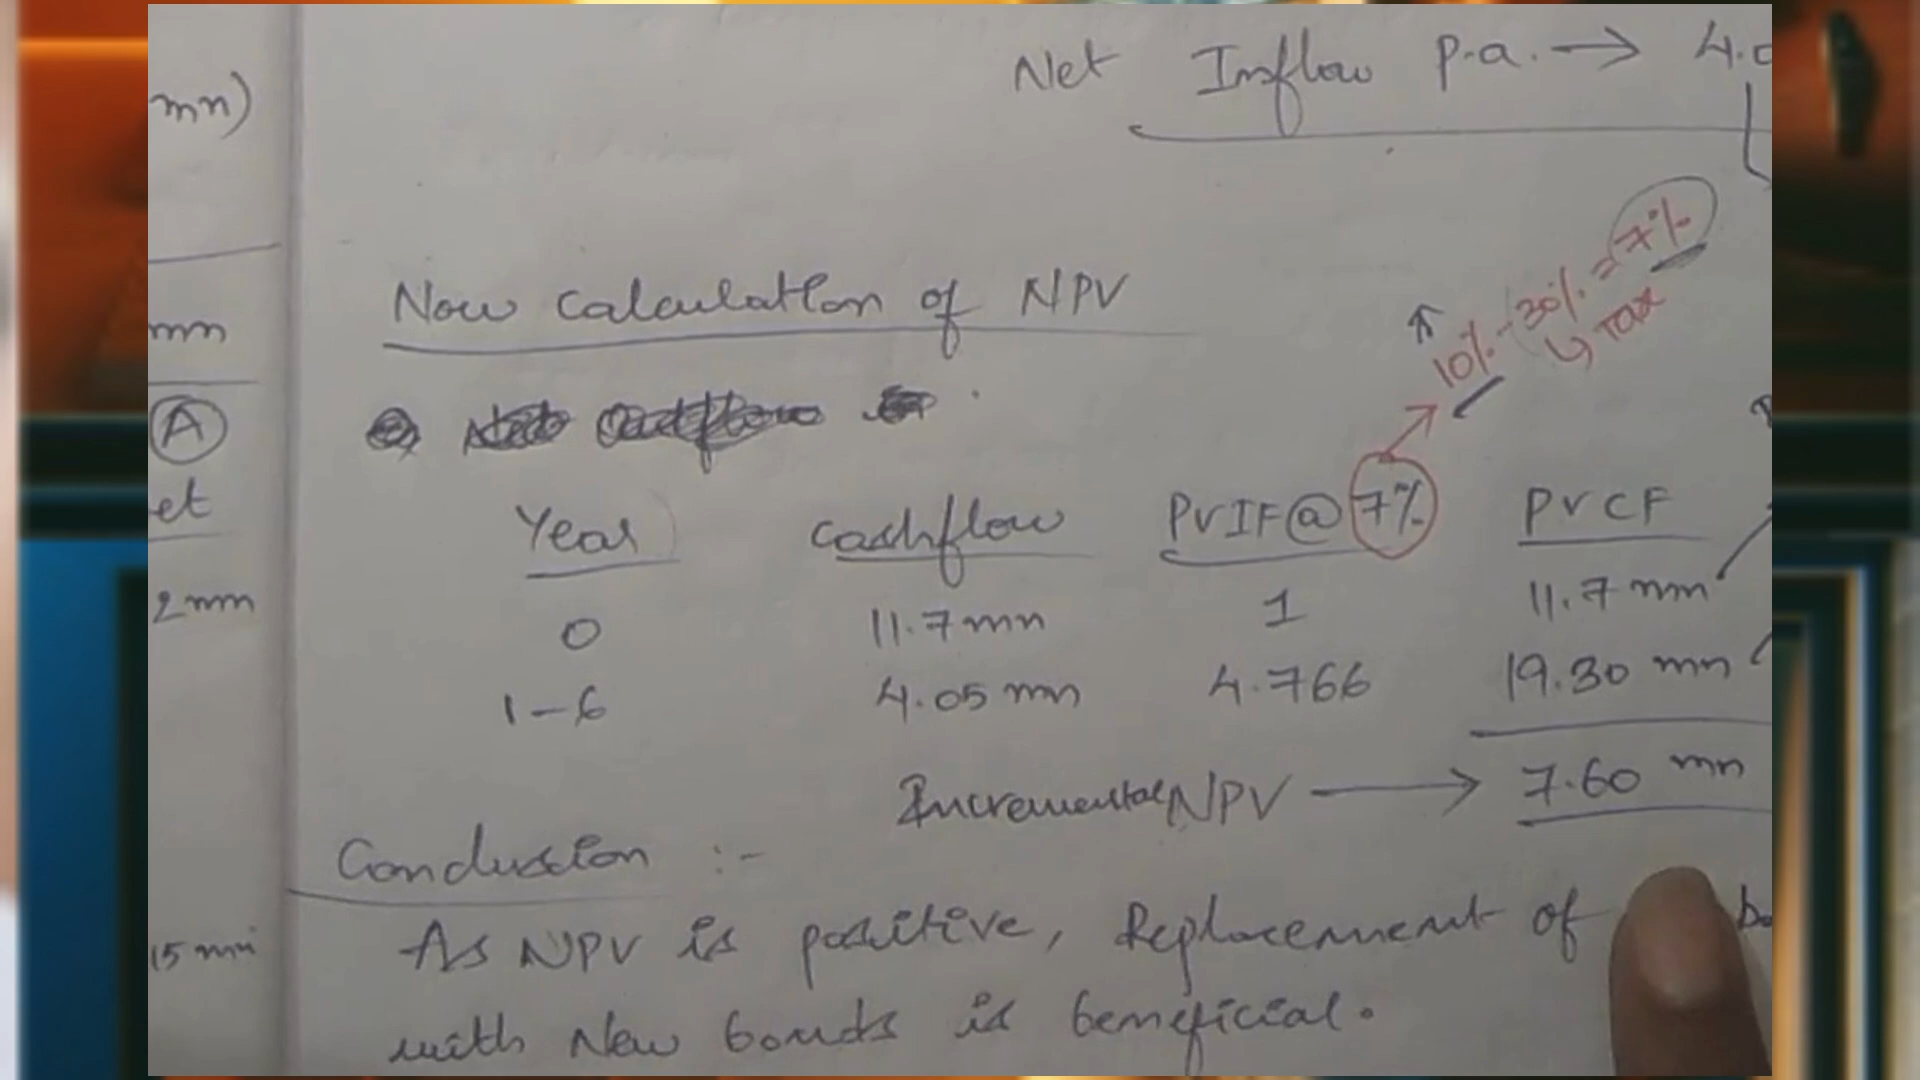 mn)
mn
A
et
2 mn
15 mn
Net Inflow p.a. → 4.0
Now calculation of NPV
10% - 30% = 7%
↳ Tax
Year cashflow PVIF@7% PVCF
0 11.7 mn 1 11.7 mn
1-6 4.05 mn 4.766 19.30 mn
Incremental NPV → 7.60 mn
Conclusion :-
As NPV is positive, Replacement of
with New bonds is beneficial.